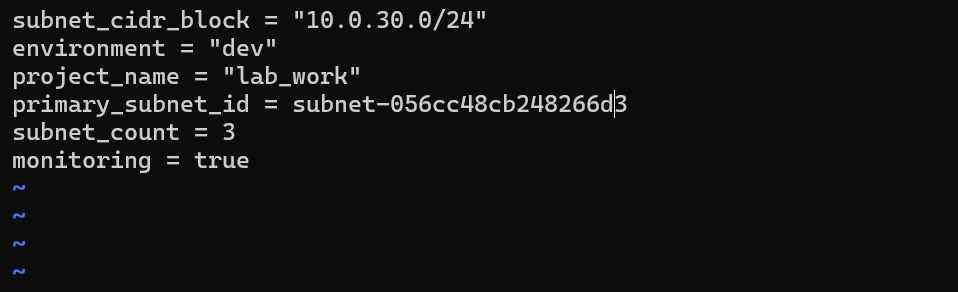 subnet_cidr_block = "10.0.30.0/24"
environment = "dev"
project_name = "lab_work"
primary_subnet_id = subnet-056cc48cb248266d3
subnet_count = 3
monitoring = true
~
~
~
~